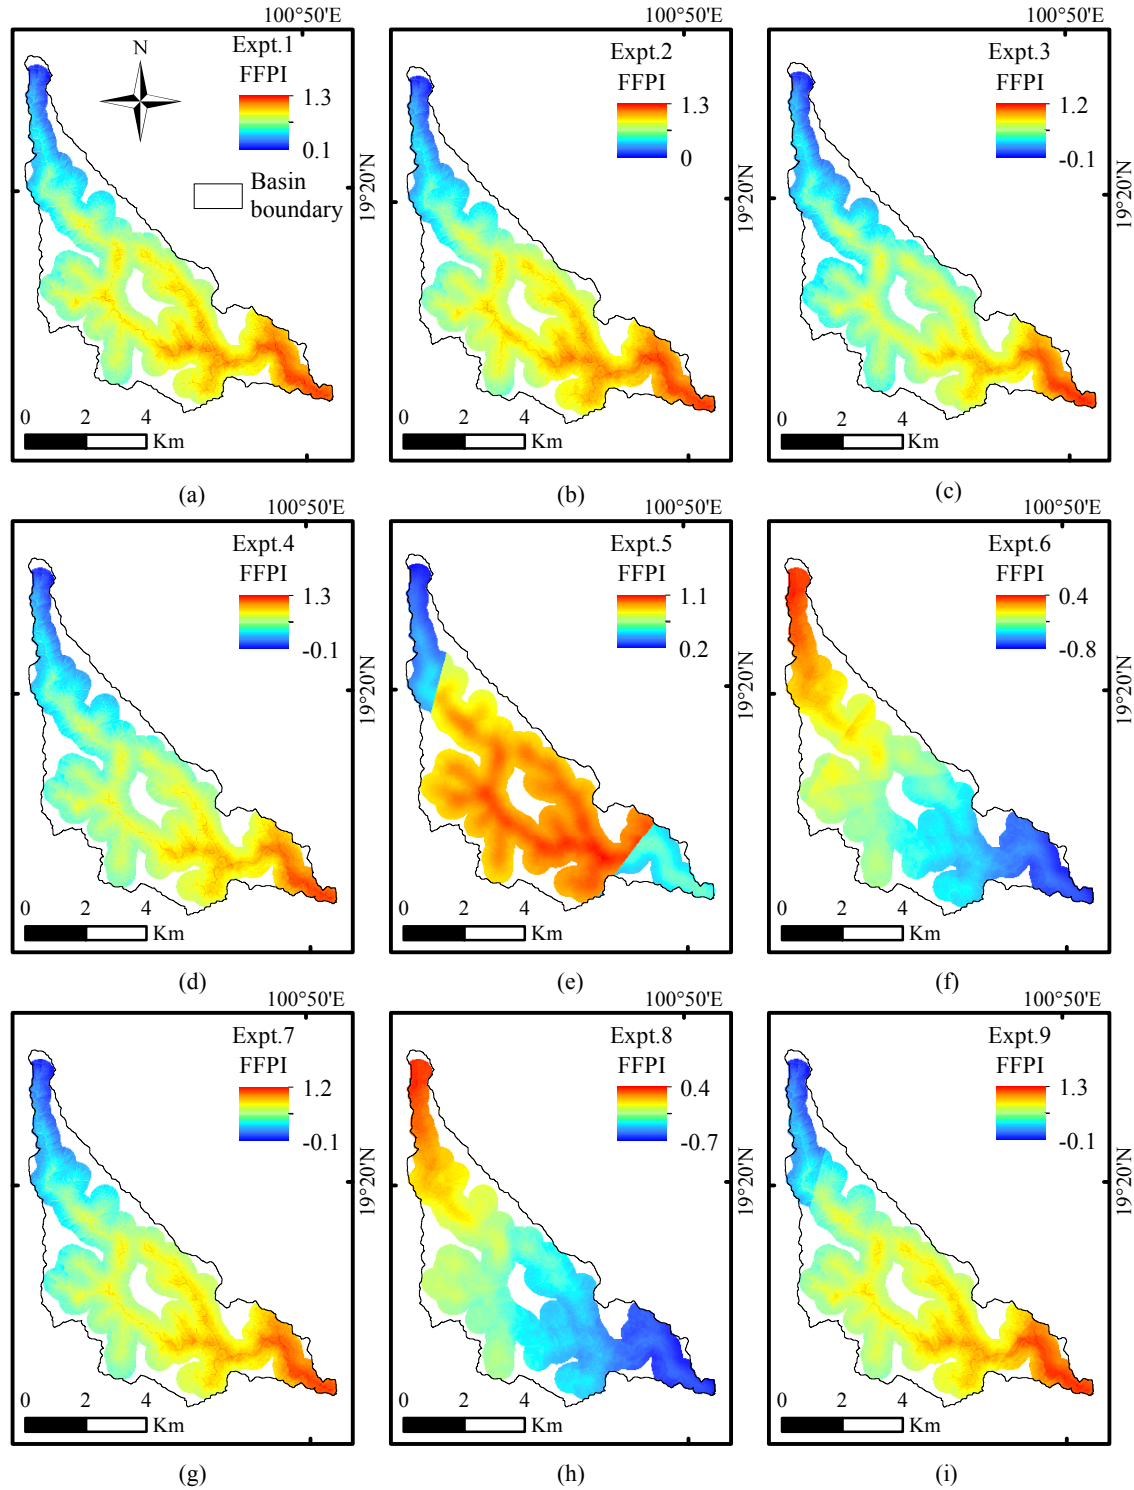 100°50'E
Expt.1
N
FFPI
1.3
0.1
Basin
boundary
19°20'N
0 2 4
Km
(a)
100°50'E
Expt.2
FFPI
1.3
0
19°20'N
0 2 4
Km
(b)
100°50'E
Expt.3
FFPI
1.2
-0.1
19°20'N
0 2 4
Km
(c)
100°50'E
Expt.4
FFPI
1.3
-0.1
19°20'N
0 2 4
Km
(d)
100°50'E
Expt.5
FFPI
1.1
0.2
19°20'N
0 2 4
Km
(e)
Expt.6
FFPI
0.4
-0.8
19°20'N
0 2 4
Km
(f)
100°50'E
Expt.7
FFPI
1.2
-0.1
19°20'N
0 2 4
Km
(g)
100°50'E
Expt.8
FFPI
0.4
-0.7
19°20'N
0 2 4
Km
(h)
100°50'E
Expt.9
FFPI
1.3
-0.1
19°20'N
0 2 4
Km
(i)